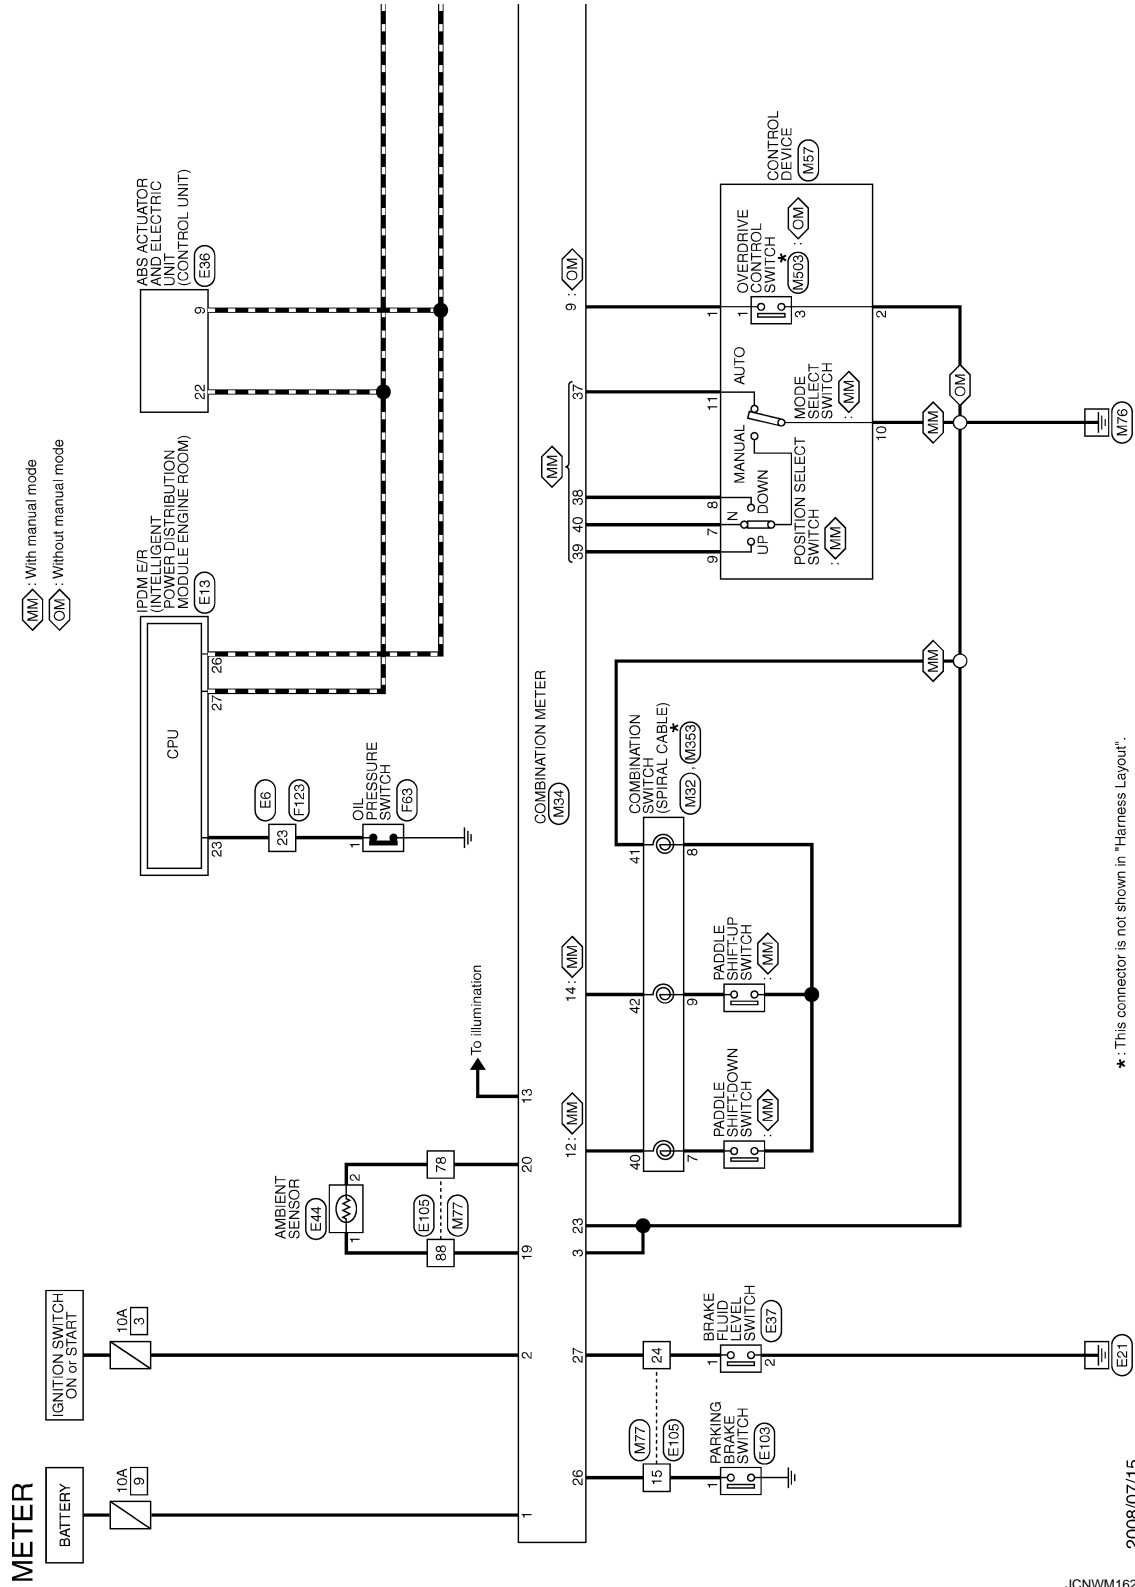 METER
BATTERY
10A
9
IGNITION SWITCH
ON or START
10A
3
AMBIENT
SENSOR
E44
1
2
88
78
E105
M77
To illumination
MM : With manual mode
OM : Without manual mode
IPDM E/R
(INTELLIGENT
POWER DISTRIBUTION
MODULE ENGINE ROOM)
E13
CPU
23
27
26
23
E6
F123
1
OIL
PRESSURE
SWITCH
F63
ABS ACTUATOR
AND ELECTRIC
UNIT
(CONTROL UNIT)
E36
22
9
1
2
19
20
13
COMBINATION METER
M34
26
27
3
23
12 : MM
14 : MM
MM
39
40
38
37
9 : OM
15
24
M77
E105
1
PARKING
BRAKE
SWITCH
E103
1
2
BRAKE
FLUID
LEVEL
SWITCH
E37
E21
40
42
41
7
9
8
COMBINATION
SWITCH
(SPIRAL CABLE)
M32 , M353 *
PADDLE
SHIFT-DOWN
SWITCH
: MM
PADDLE
SHIFT-UP
SWITCH
: MM
9
7
8
11
1
UP
N
DOWN
MANUAL
AUTO
POSITION SELECT
SWITCH
: MM
MODE
SELECT
SWITCH
: MM
1
3
OVERDRIVE
CONTROL
SWITCH
M503 * : OM
CONTROL
DEVICE
M57
10
2
MM
MM
OM
M76
* : This connector is not shown in "Harness Layout".
2008/07/15
JCNWM162